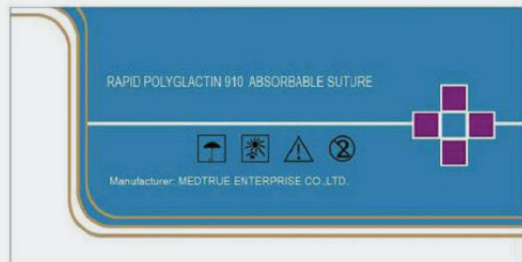 RAPID POLYGLACTIN 910 ABSORBABLE SUTURE
Manufacturer: MEDTRUE ENTERPRISE CO.,LTD.